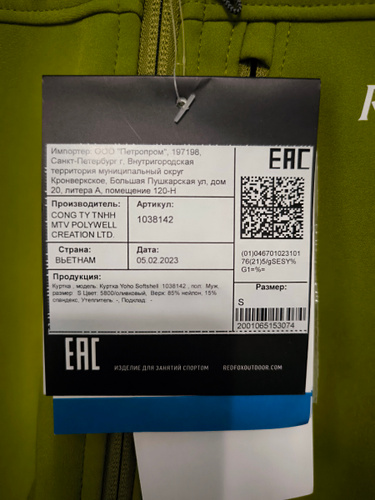 R
Импортер: ООО "Петропром", 197198,
Санкт-Петербург г, Внутригородская
территория муниципальный округ
Кронверкское, Большая Пушкарская ул, дом
20, литера А, помещение 120-Н
EAC
Производитель:
CONG TY TNHH
MTV POLYWELL
CREATION LTD.
Артикул:
1038142
Страна:
ВЬЕТНАМ
Дата:
05.02.2023
(01)046701023101
76(21)5/gSESY%
G1=%=
Продукция:
Куртка , модель: Куртка Yoho Softshell 1038142 , пол: Муж,
размер: S Цвет: 5800/оливковый, Верх: 85% нейлон, 15%
спандекс, Утеплитель: -, Подклад: -
Размер:
S
2001065153074
EAC
ИЗДЕЛИЕ ДЛЯ ЗАНЯТИЙ СПОРТОМ
REDFOXOUTDOOR.COM